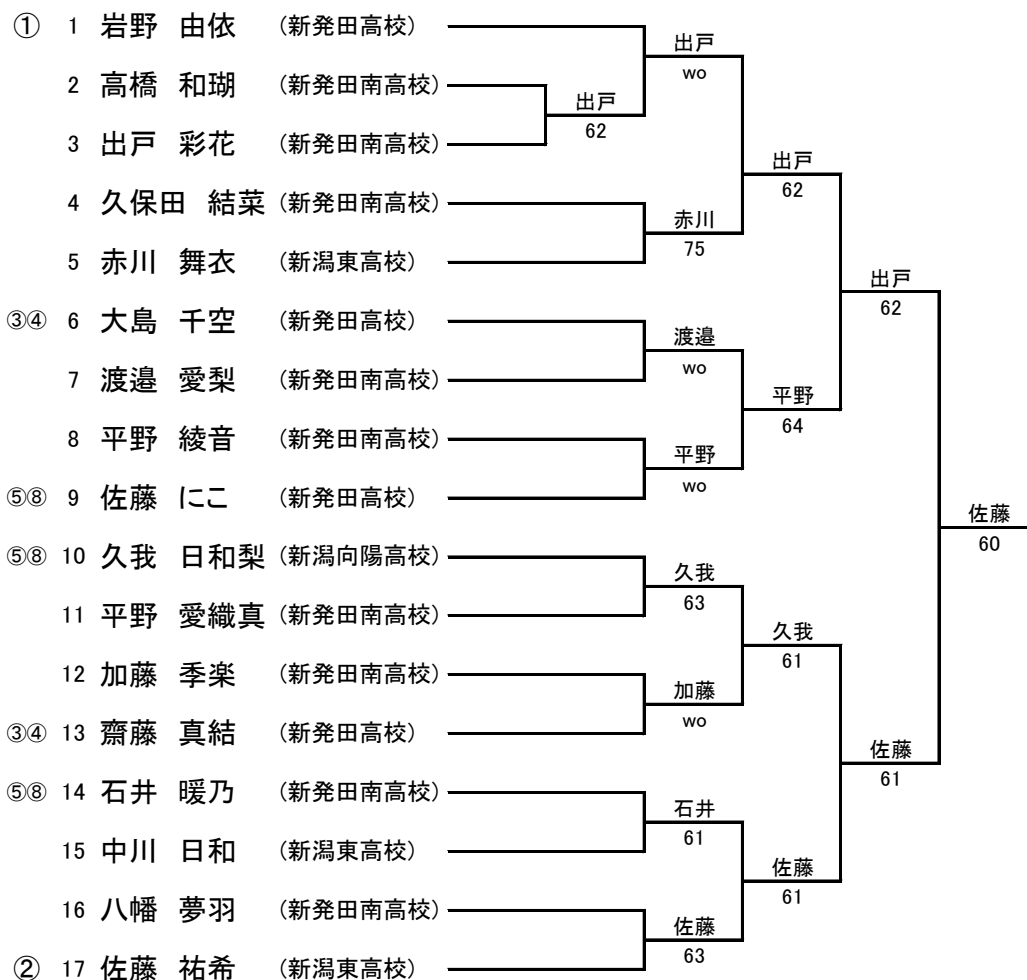 ① 1 岩野 由依 (新発田高校)
出戸
wo
2 高橋 和瑚 (新発田南高校)
出戸
62
3 出戸 彩花 (新発田南高校)
出戸
62
4 久保田 結菜 (新発田南高校)
赤川
75
5 赤川 舞衣 (新潟東高校)
出戸
62
③④ 6 大島 千空 (新発田高校)
渡邉
wo
7 渡邉 愛梨 (新発田南高校)
平野
64
8 平野 綾音 (新発田南高校)
平野
wo
⑤⑧ 9 佐藤 にこ (新発田高校)
佐藤
60
⑤⑧ 10 久我 日和梨 (新潟向陽高校)
久我
63
11 平野 愛織真 (新発田南高校)
久我
61
12 加藤 季楽 (新発田南高校)
加藤
wo
③④ 13 齋藤 真結 (新発田高校)
佐藤
61
⑤⑧ 14 石井 暖乃 (新発田南高校)
石井
61
15 中川 日和 (新潟東高校)
佐藤
61
16 八幡 夢羽 (新発田南高校)
佐藤
63
② 17 佐藤 祐希 (新潟東高校)